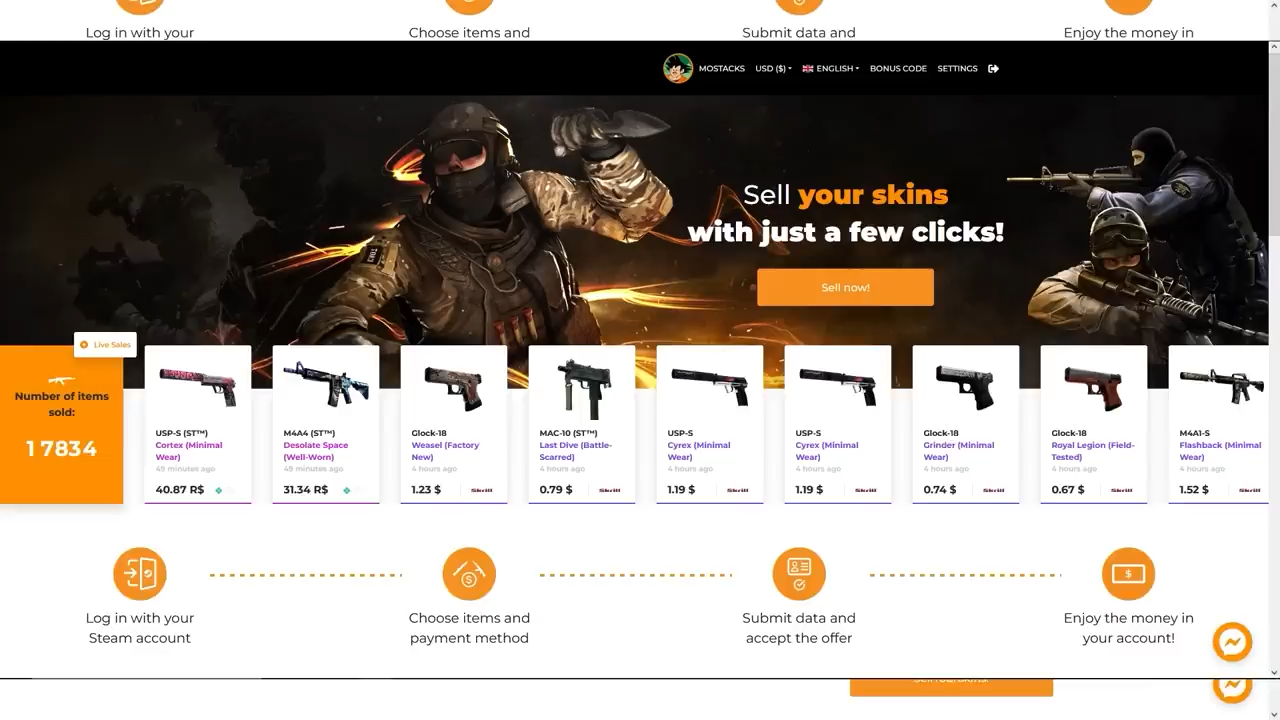 Log in with your
Choose items and
Submit data and
Enjoy the money in
MOSTACKS
USD ($)
ENGLISH
BONUS CODE
SETTINGS
Sell your skins
with just a few clicks!
Sell now!
Live Sales
Number of items
sold:
17834
USP-S (ST™)
Cortex (Minimal
Wear)
49 minutes ago
40.87 R$
M4A4 (ST™)
Desolate Space
(Well-Worn)
49 minutes ago
31.34 R$
Glock-18
Weasel (Factory
New)
4 hours ago
1.23 $
Skrill
MAC-10 (ST™)
Last Dive (Battle-
Scarred)
4 hours ago
0.79 $
Skrill
USP-S
Cyrex (Minimal
Wear)
4 hours ago
1.19 $
Skrill
USP-S
Cyrex (Minimal
Wear)
4 hours ago
1.19 $
Skrill
Glock-18
Grinder (Minimal
Wear)
4 hours ago
0.74 $
Skrill
Glock-18
Royal Legion (Field-
Tested)
4 hours ago
0.67 $
Skrill
M4A1-S
Flashback (Minimal
Wear)
4 hours ago
1.52 $
Skrill
Log in with your
Steam account
Choose items and
payment method
Submit data and
accept the offer
Enjoy the money in
your account!